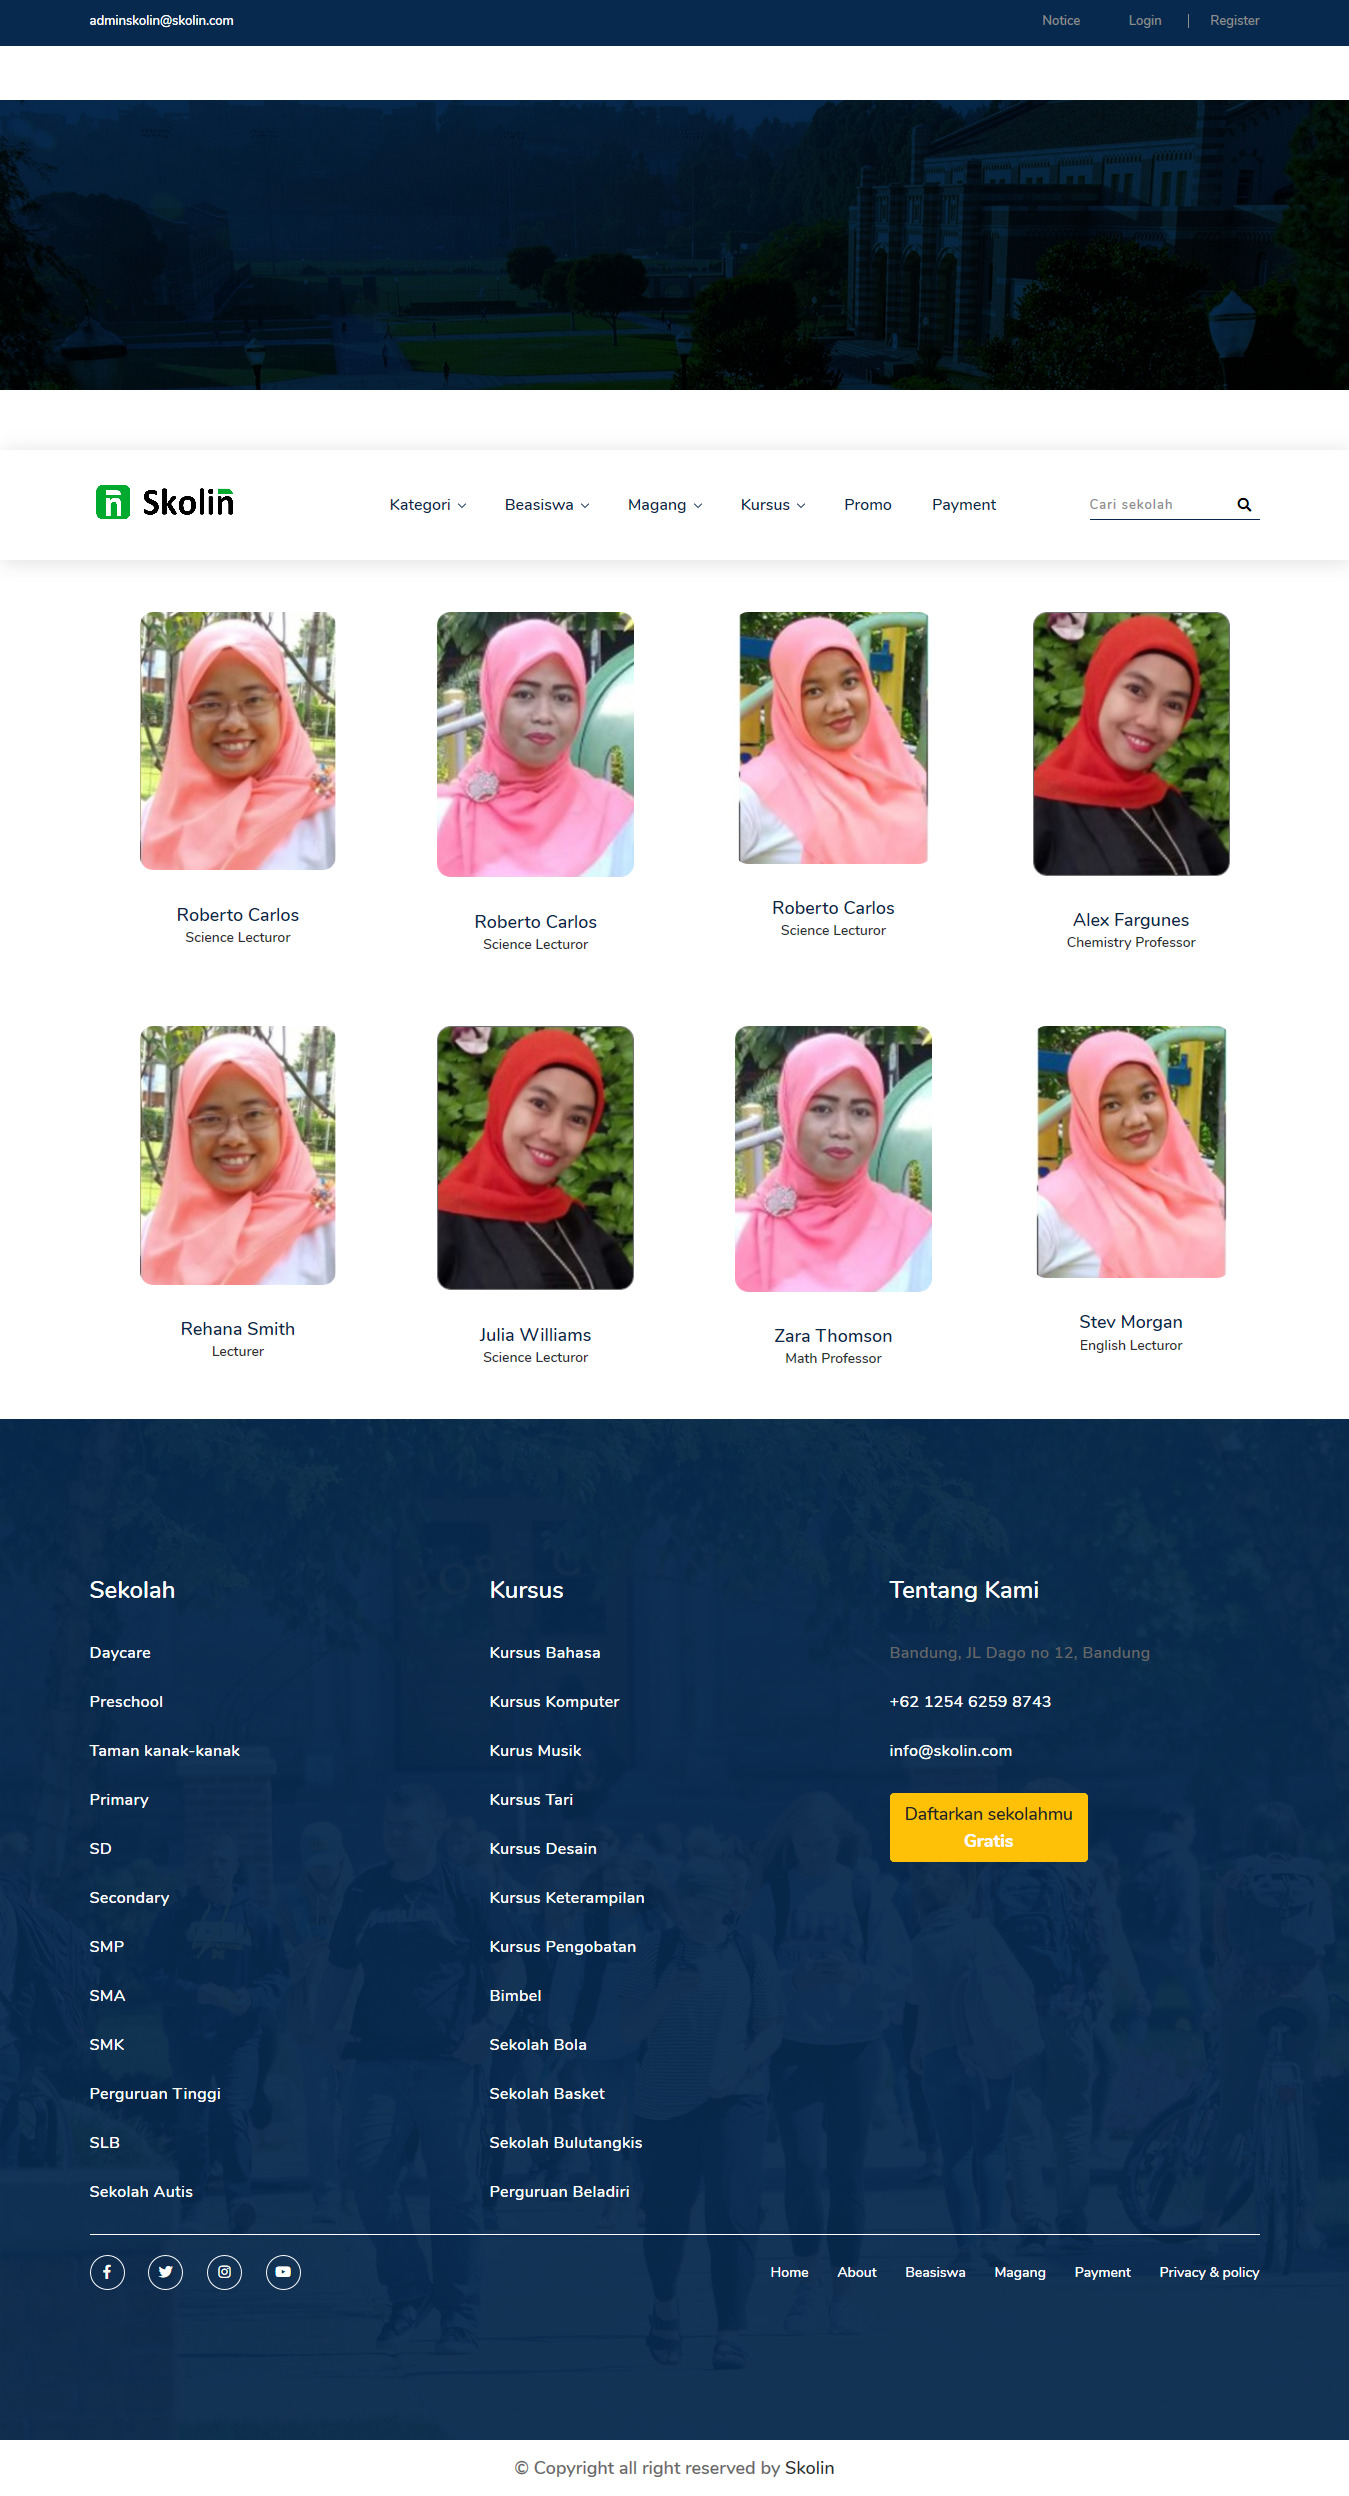 adminskolin@skolin.com
Notice Login | Register
Skolin
Kategori Beasiswa Magang Kursus Promo Payment
Cari sekolah
Roberto Carlos
Science Lecturor
Roberto Carlos
Science Lecturor
Roberto Carlos
Science Lecturor
Alex Fargunes
Chemistry Professor
Rehana Smith
Lecturer
Julia Williams
Science Lecturor
Zara Thomson
Math Professor
Stev Morgan
English Lecturor
Sekolah
Daycare
Preschool
Taman kanak-kanak
Primary
SD
Secondary
SMP
SMA
SMK
Perguruan Tinggi
SLB
Sekolah Autis
Kursus
Kursus Bahasa
Kursus Komputer
Kurus Musik
Kursus Tari
Kursus Desain
Kursus Keterampilan
Kursus Pengobatan
Bimbel
Sekolah Bola
Sekolah Basket
Sekolah Bulutangkis
Perguruan Beladiri
Tentang Kami
Bandung, JL Dago no 12, Bandung
+62 1254 6259 8743
info@skolin.com
Daftarkan sekolahmu
Gratis
Home About Beasiswa Magang Payment Privacy & policy
© Copyright all right reserved by Skolin